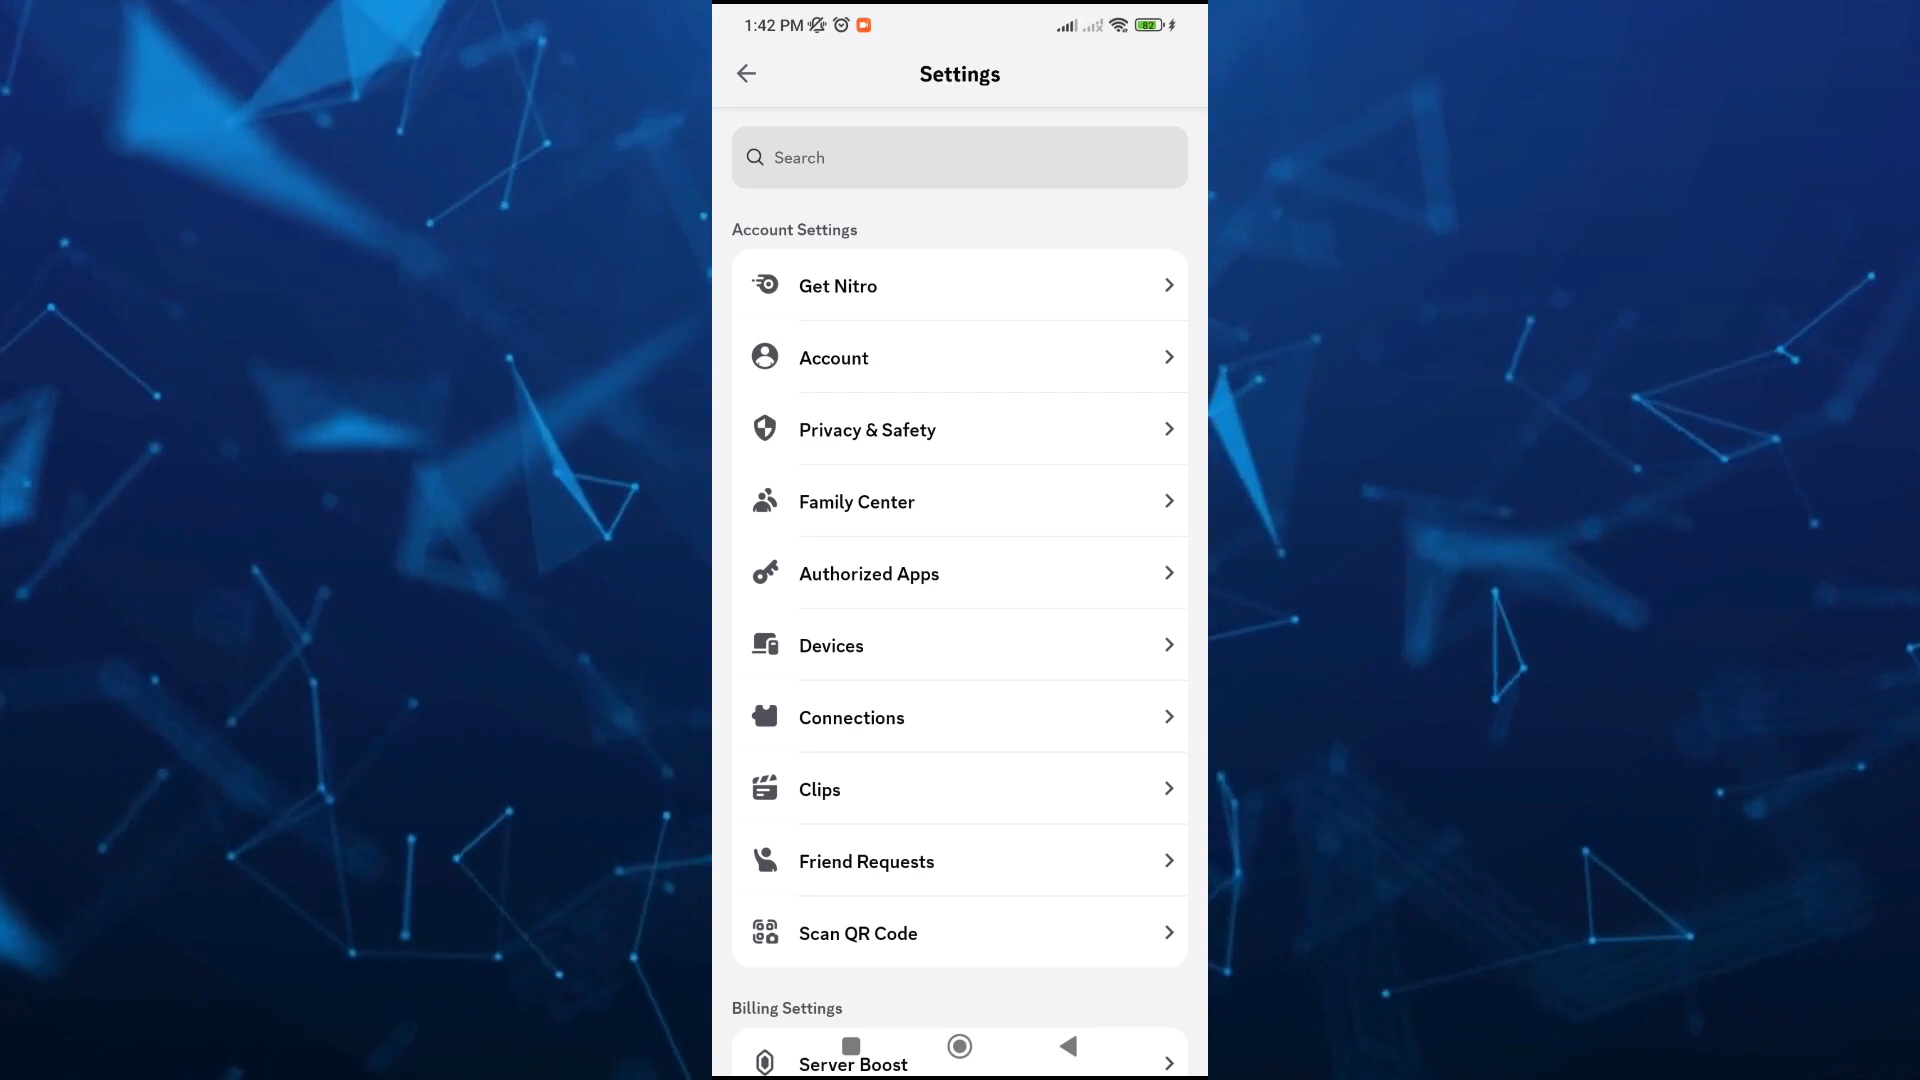 1:42 PM
82
Settings
Search
Account Settings
Get Nitro
Account
Privacy & Safety
Family Center
Authorized Apps
Devices
Connections
Clips
Friend Requests
Scan QR Code
Billing Settings
Server Boost